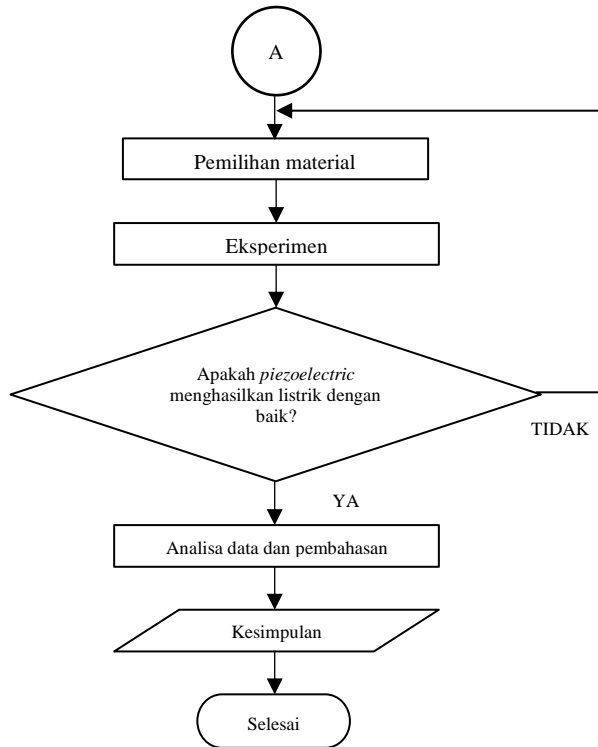 A
Pemilihan material
Eksperimen
Apakah piezoelectric
menghasilkan listrik dengan
baik?
TIDAK
YA
Analisa data dan pembahasan
Kesimpulan
Selesai